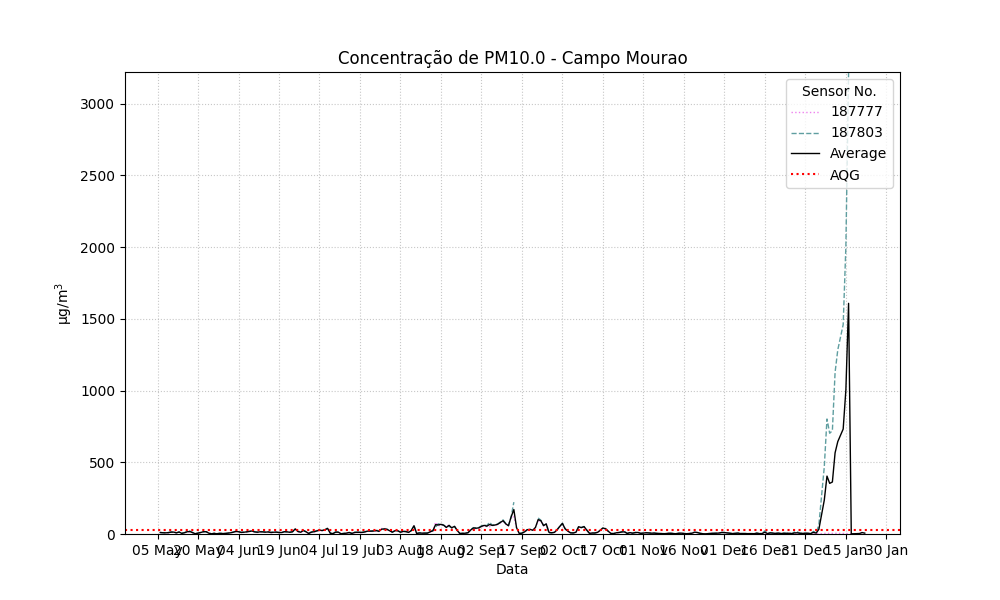 Concentração de PM10.0 - Campo Mourao
Sensor No.
187777
187803
Average
AQG
3000
2500
2000
1500
1000
500
0
µg/m³
05 May 20 May 04 Jun 19 Jun 04 Jul 19 Jul 03 Aug 18 Aug 02 Sep 17 Sep 02 Oct 17 Oct 01 Nov 16 Nov 01 Dec 16 Dec 31 Dec 15 Jan 30 Jan
Data